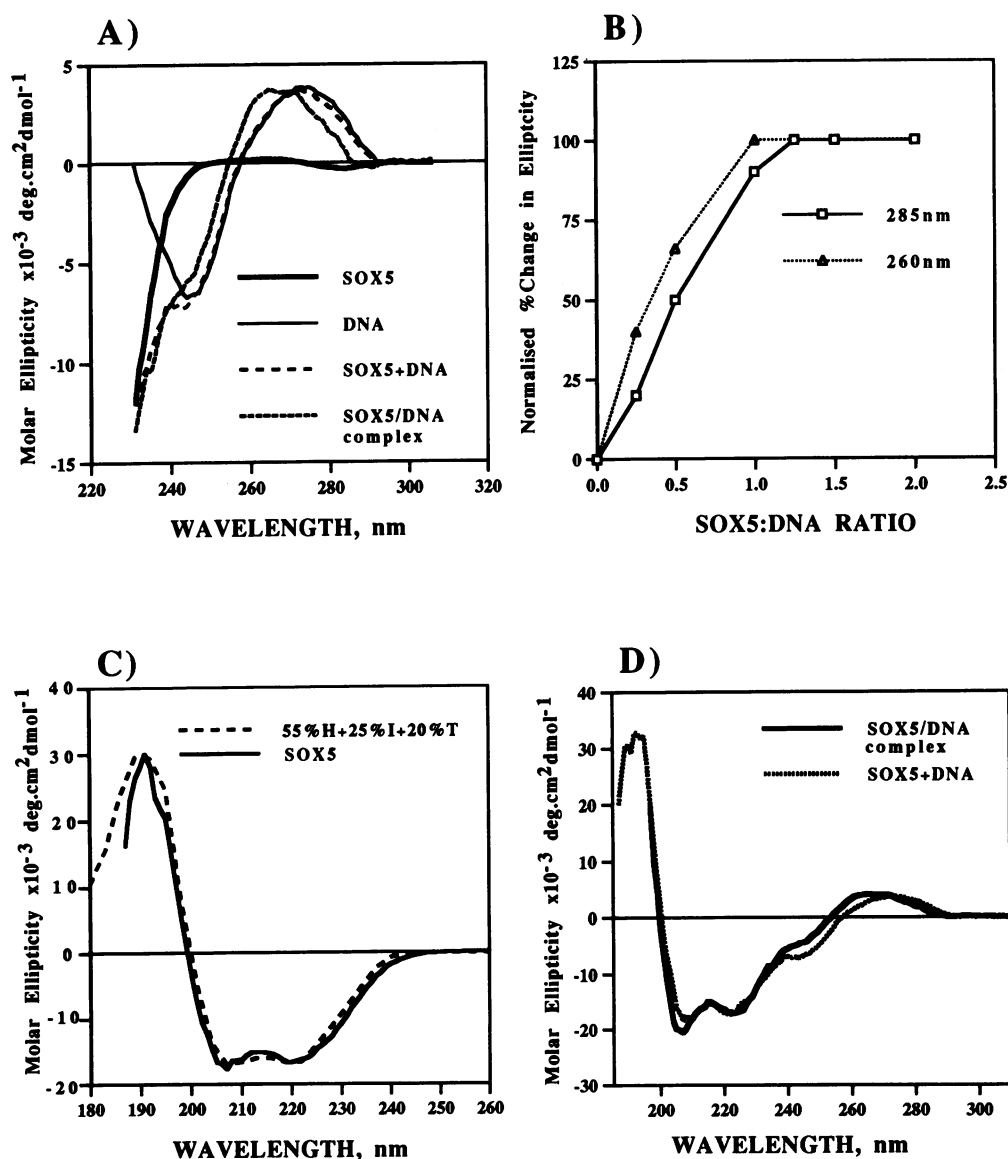 A)
Molar Ellipticity x10-3 deg.cm2dmol-1
5
0
-5
-10
-15
220
240
260
280
300
320
WAVELENGTH, nm
SOX5
DNA
SOX5+DNA
SOX5/DNA
complex
B)
Normalised %Change in Elliptcity
125
100
75
50
25
0
0.0
0.5
1.0
1.5
2.0
2.5
SOX5:DNA RATIO
285nm
260nm
C)
Molar Ellipticity x10-3 deg.cm2dmol-1
40
30
20
10
0
-10
-20
180
190
200
210
220
230
240
250
260
WAVELENGTH, nm
55%H+25%I+20%T
SOX5
D)
Molar Ellipticity x10-3 deg.cm2dmol-1
40
30
20
10
0
-10
-20
-30
200
220
240
260
280
300
WAVELENGTH, nm
SOX5/DNA
complex
SOX5+DNA